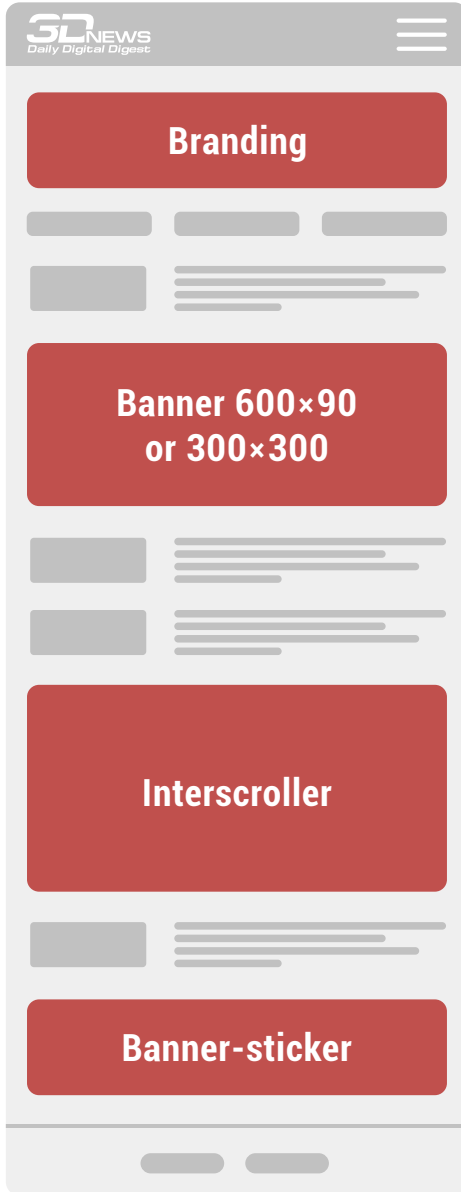 3DNEWS
Daily Digital Digest
Branding
Banner 600×90
or 300×300
Interscroller
Banner-sticker